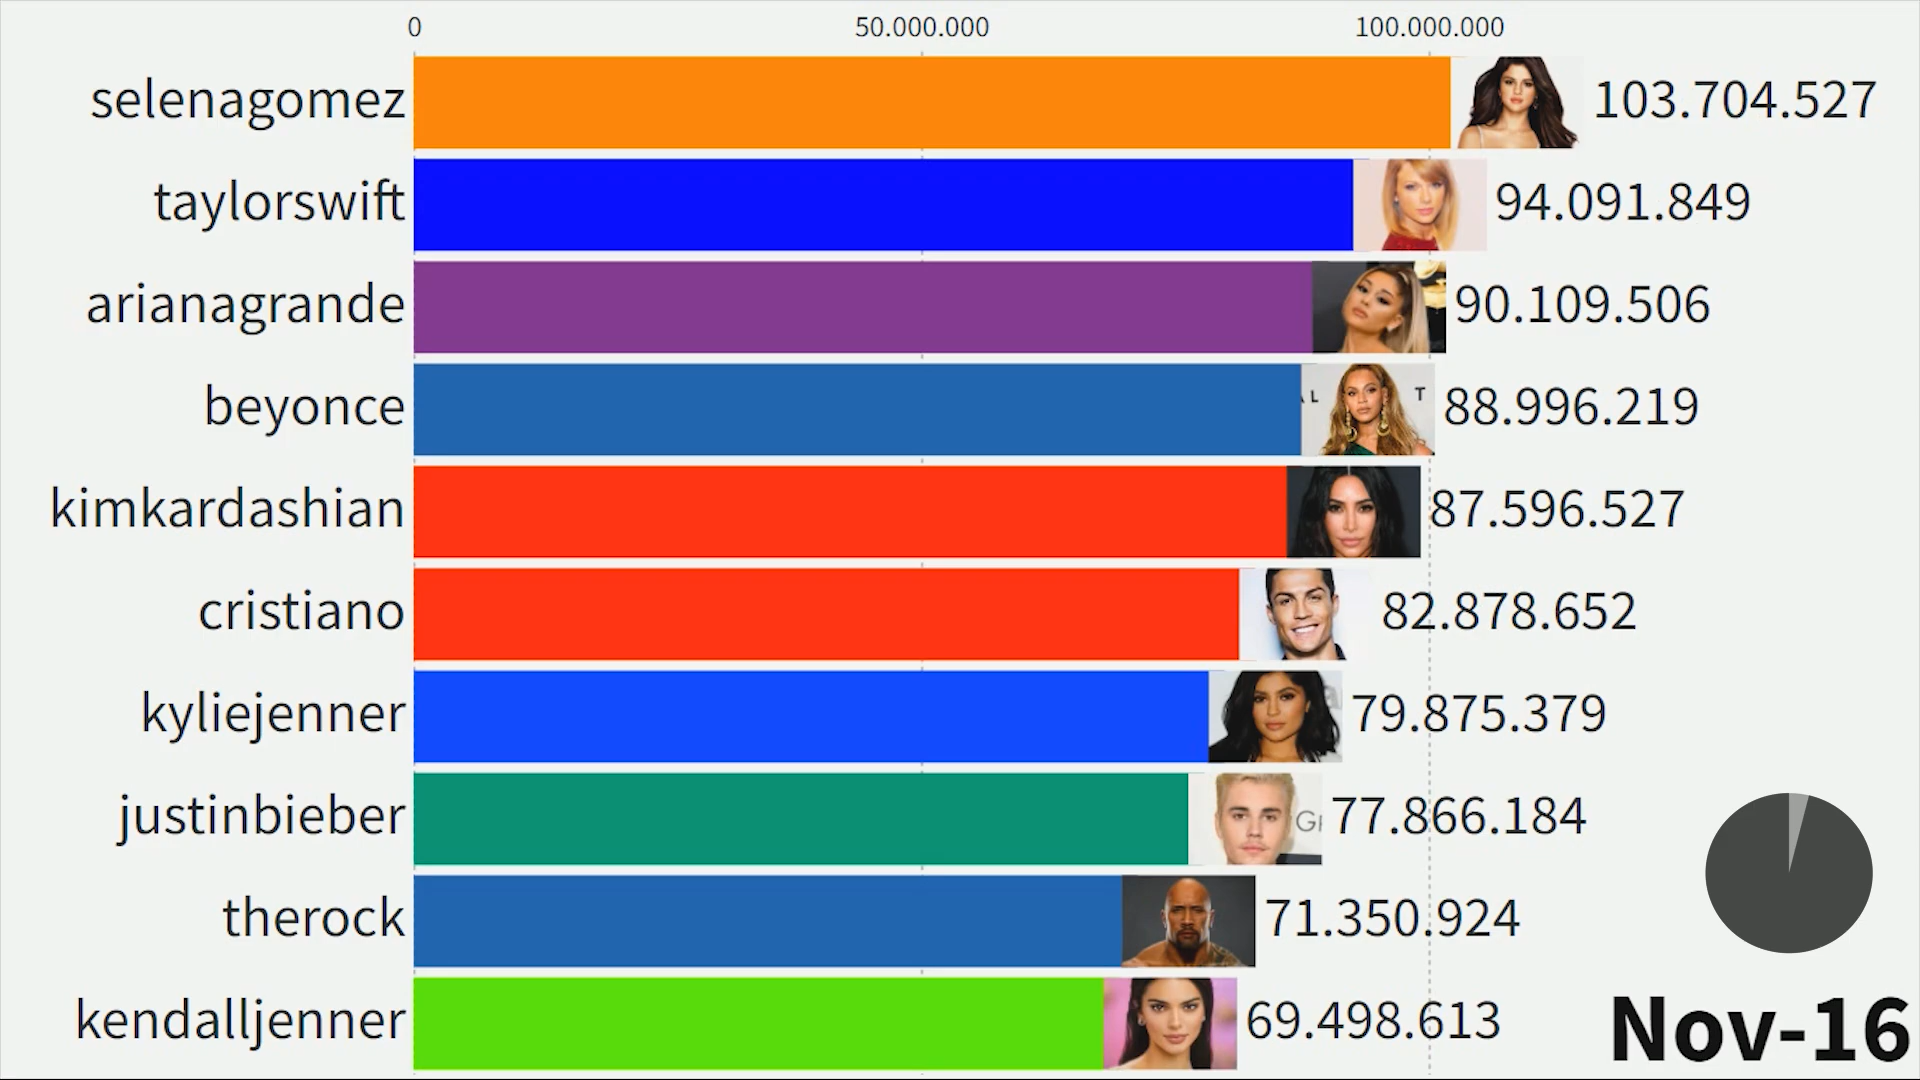 0 50.000.000 100.000.000
selenagomez 103.704.527
taylorswift 94.091.849
arianagrande 90.109.506
beyonce 88.996.219
kimkardashian 87.596.527
cristiano 82.878.652
kyliejenner 79.875.379
justinbieber 77.866.184
therock 71.350.924
kendalljenner 69.498.613
Nov-16